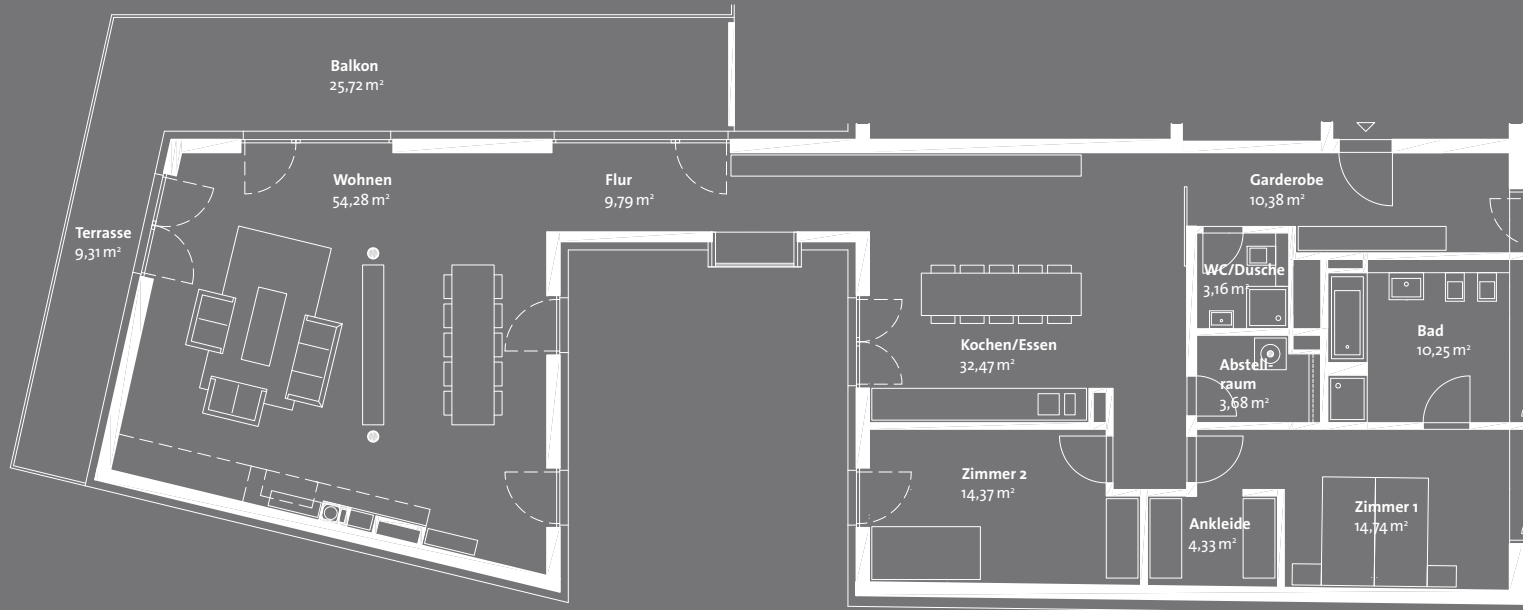 Balkon
25,72 m²
Wohnen
54,28 m²
Flur
9,79 m²
Garderobe
10,38 m²
Terrasse
9,31 m²
WC/Dusche
3,16 m²
Kochen/Essen
32,47 m²
Bad
10,25 m²
Abstell-
raum
3,68 m²
Zimmer 2
14,37 m²
Ankleide
4,33 m²
Zimmer 1
14,74 m²